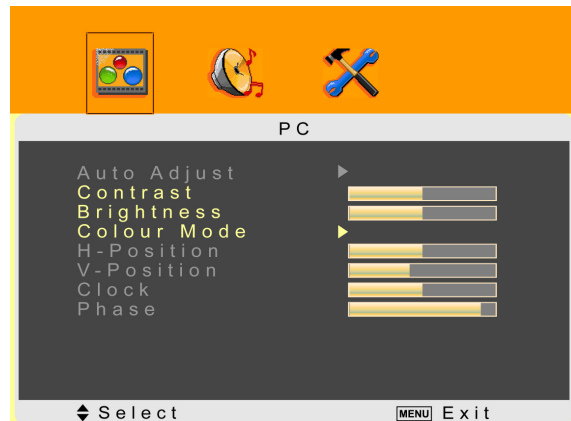 PC
Auto Adjust
Contrast
Brightness
Colour Mode
H-Position
V-Position
Clock
Phase
Select MENU Exit